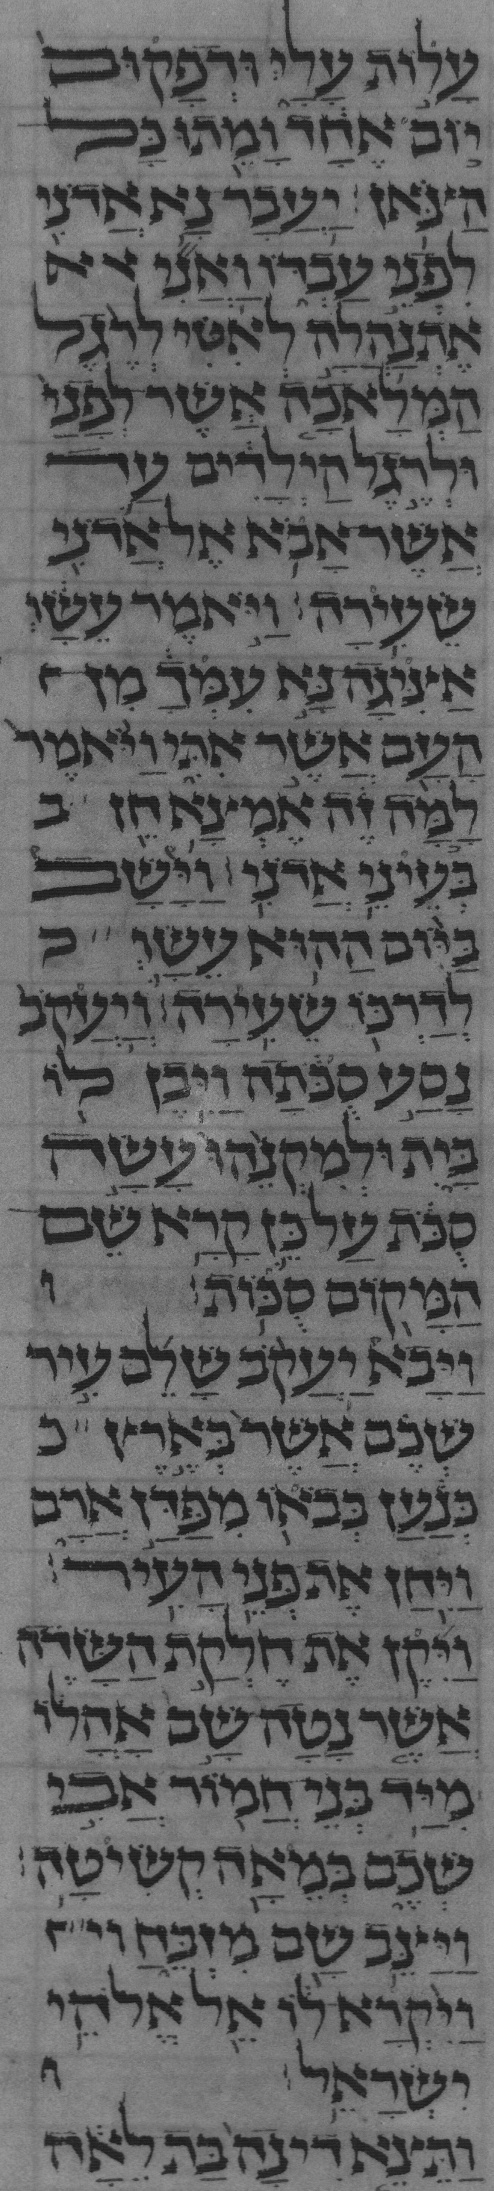 עָלוֹת עָלָי וּדְפָקוּם
יוֹם אֶחָד וָמֵתוּ כָּל
הַצֹּאן׃ יַעֲבָר נָא אֲדֹנִי
לִפְנֵי עַבְדּוֹ וַאֲנִי א
אֶתְנָהֲלָה לְאִטִּי לְרֶגֶל
הַמְּלָאכָה אֲשֶׁר לְפָנַי
וּלְרֶגֶל הַיְלָדִים עַד
אֲשֶׁר אָבֹא אֶל אֲדֹנִי
שֵׂעִירָה׃ וַיֹּאמֶר עֵשָׂו
אַצִּיגָה נָּא עִמְּךָ מִן
הָעָם אֲשֶׁר אִתִּי וַיֹּאמֶר
לָמָּה זֶּה אֶמְצָא חֵן ב
בְּעֵינֵי אֲדֹנִי׃ וַיָּשָׁב
בַּיּוֹם הַהוּא עֵשָׂו
לְדַרְכּוֹ שֵׂעִירָה׃ וְיַעֲקֹב
נָסַע סֻכֹּתָה וַיִּבֶן לוֹ
בָּיִת וּלְמִקְנֵהוּ עָשָׂה
סֻכֹּת עַל כֵּן קָרָא שֵׁם
הַמָּקוֹם סֻכּוֹת׃ ו
וַיָּבֹא יַעֲקֹב שָׁלֵם עִיר
שְׁכֶם אֲשֶׁר בְּאֶרֶץ כ
כְּנַעַן בְּבֹאוֹ מִפַּדַּן אֲרָם
וַיִּחַן אֶת פְּנֵי הָעִיר׃
וַיִּקֶן אֶת חֶלְקַת הַשָּׂדֶה
אֲשֶׁר נָטָה שָׁם אָהֳלוֹ
מִיַּד בְּנֵי חֲמוֹר אֲבִי
שְׁכֶם בְּמֵאָה קְשִׂיטָה׃
וַיַּצֶּב שָׁם מִזְבֵּחַ וי
וַיִּקְרָא לוֹ אֵל אֱלֹהֵי
יִשְׂרָאֵל׃ ו
וַתֵּצֵא דִינָה בַּת לֵאָה